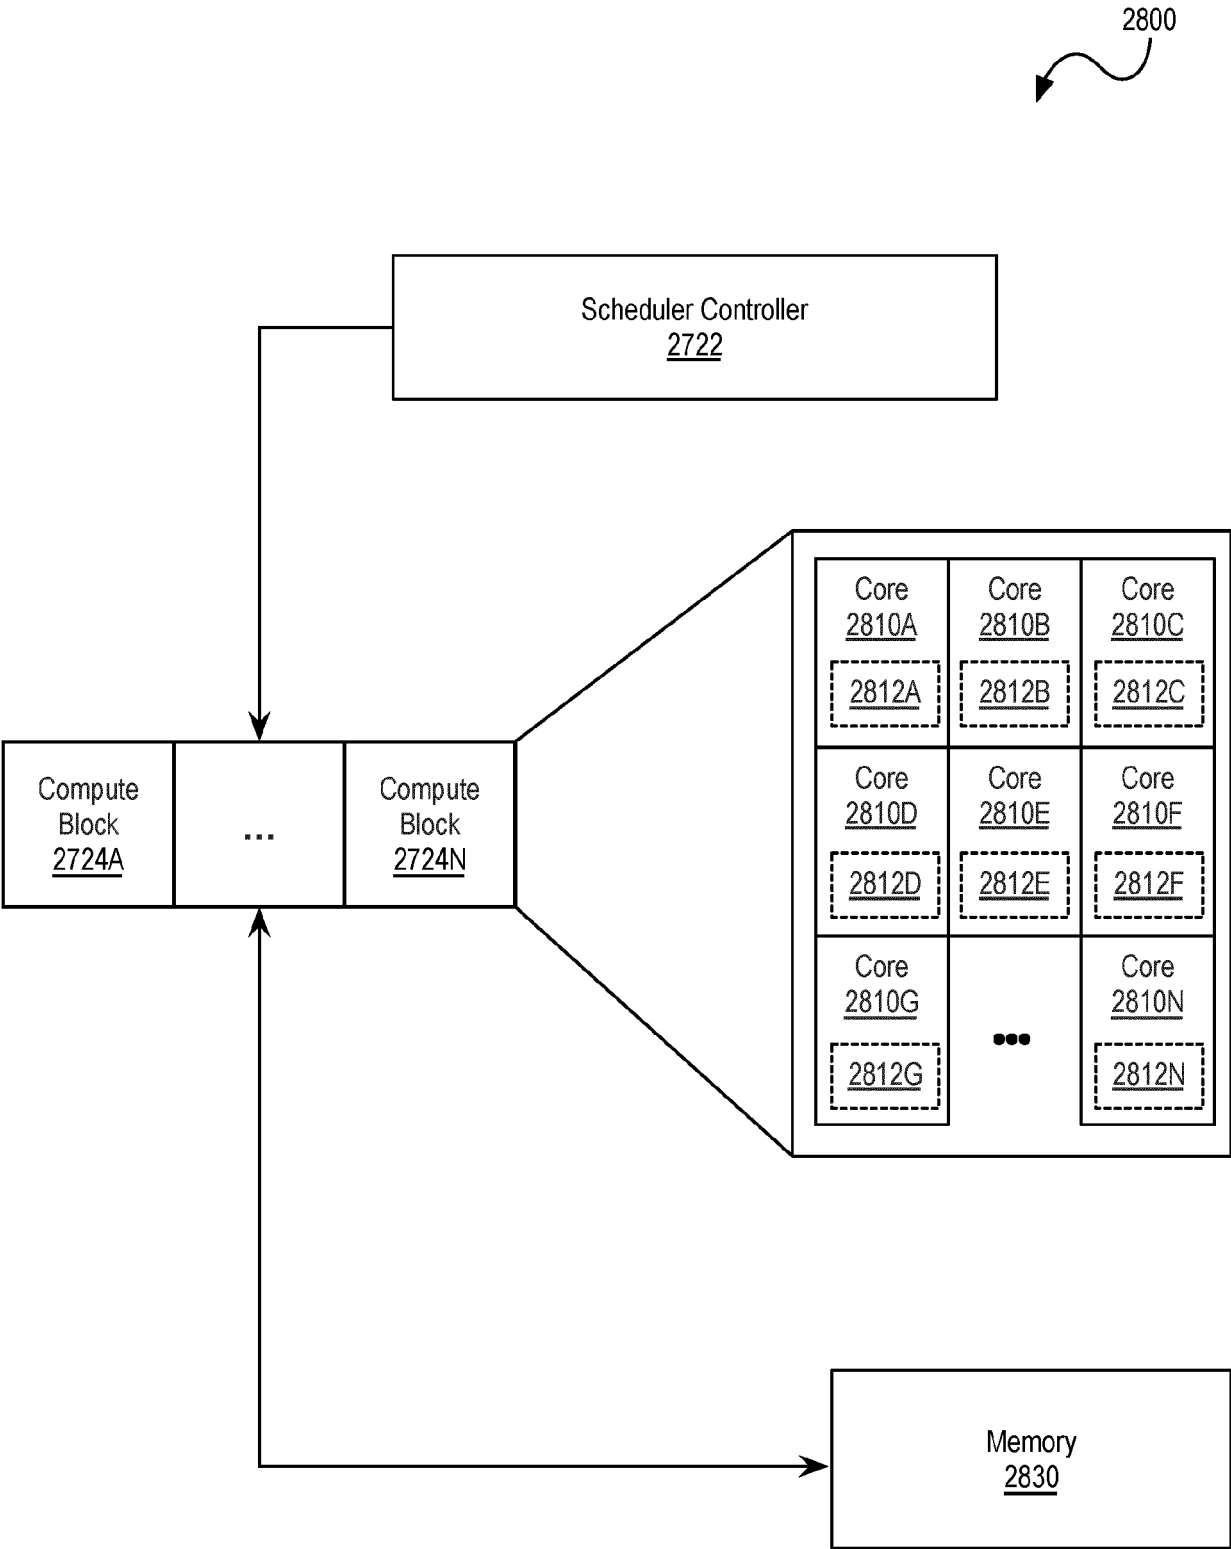 2800
Scheduler Controller
2722
Core
2810A
Core
2810B
Core
2810C
2812A
2812B
2812C
Compute
Block
2724A
...
Compute
Block
2724N
Core
2810D
Core
2810E
Core
2810F
2812D
2812E
2812F
Core
2810G
2812G
...
Core
2810N
2812N
Memory
2830